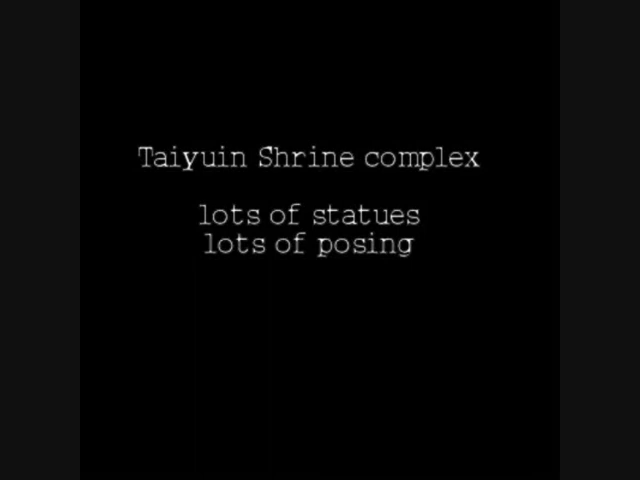 Taiyuin Shrine complex
lots of statues
lots of posing